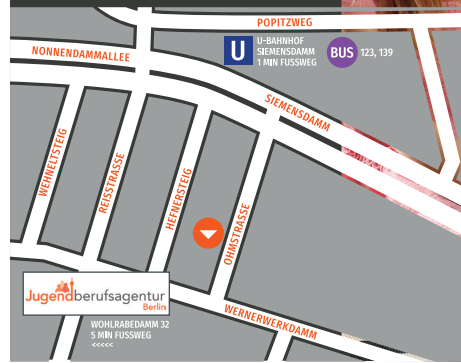 POPITZWEG
NONNENDAMMALLEE
U
U-BAHNHOF
SIEMENSDAMM
1 MIN FUSSWEG
BUS
123, 139
SIEMENSDAMM
WEHNELTSTEIG
REISSTRASSE
HEFNERSTEIG
OHMSTRASSE
Jugendberufsagentur
Berlin
WERNERWERKDAMM
WOHLRABEDAMM 32
5 MIN FUSSWEG
<<<<<